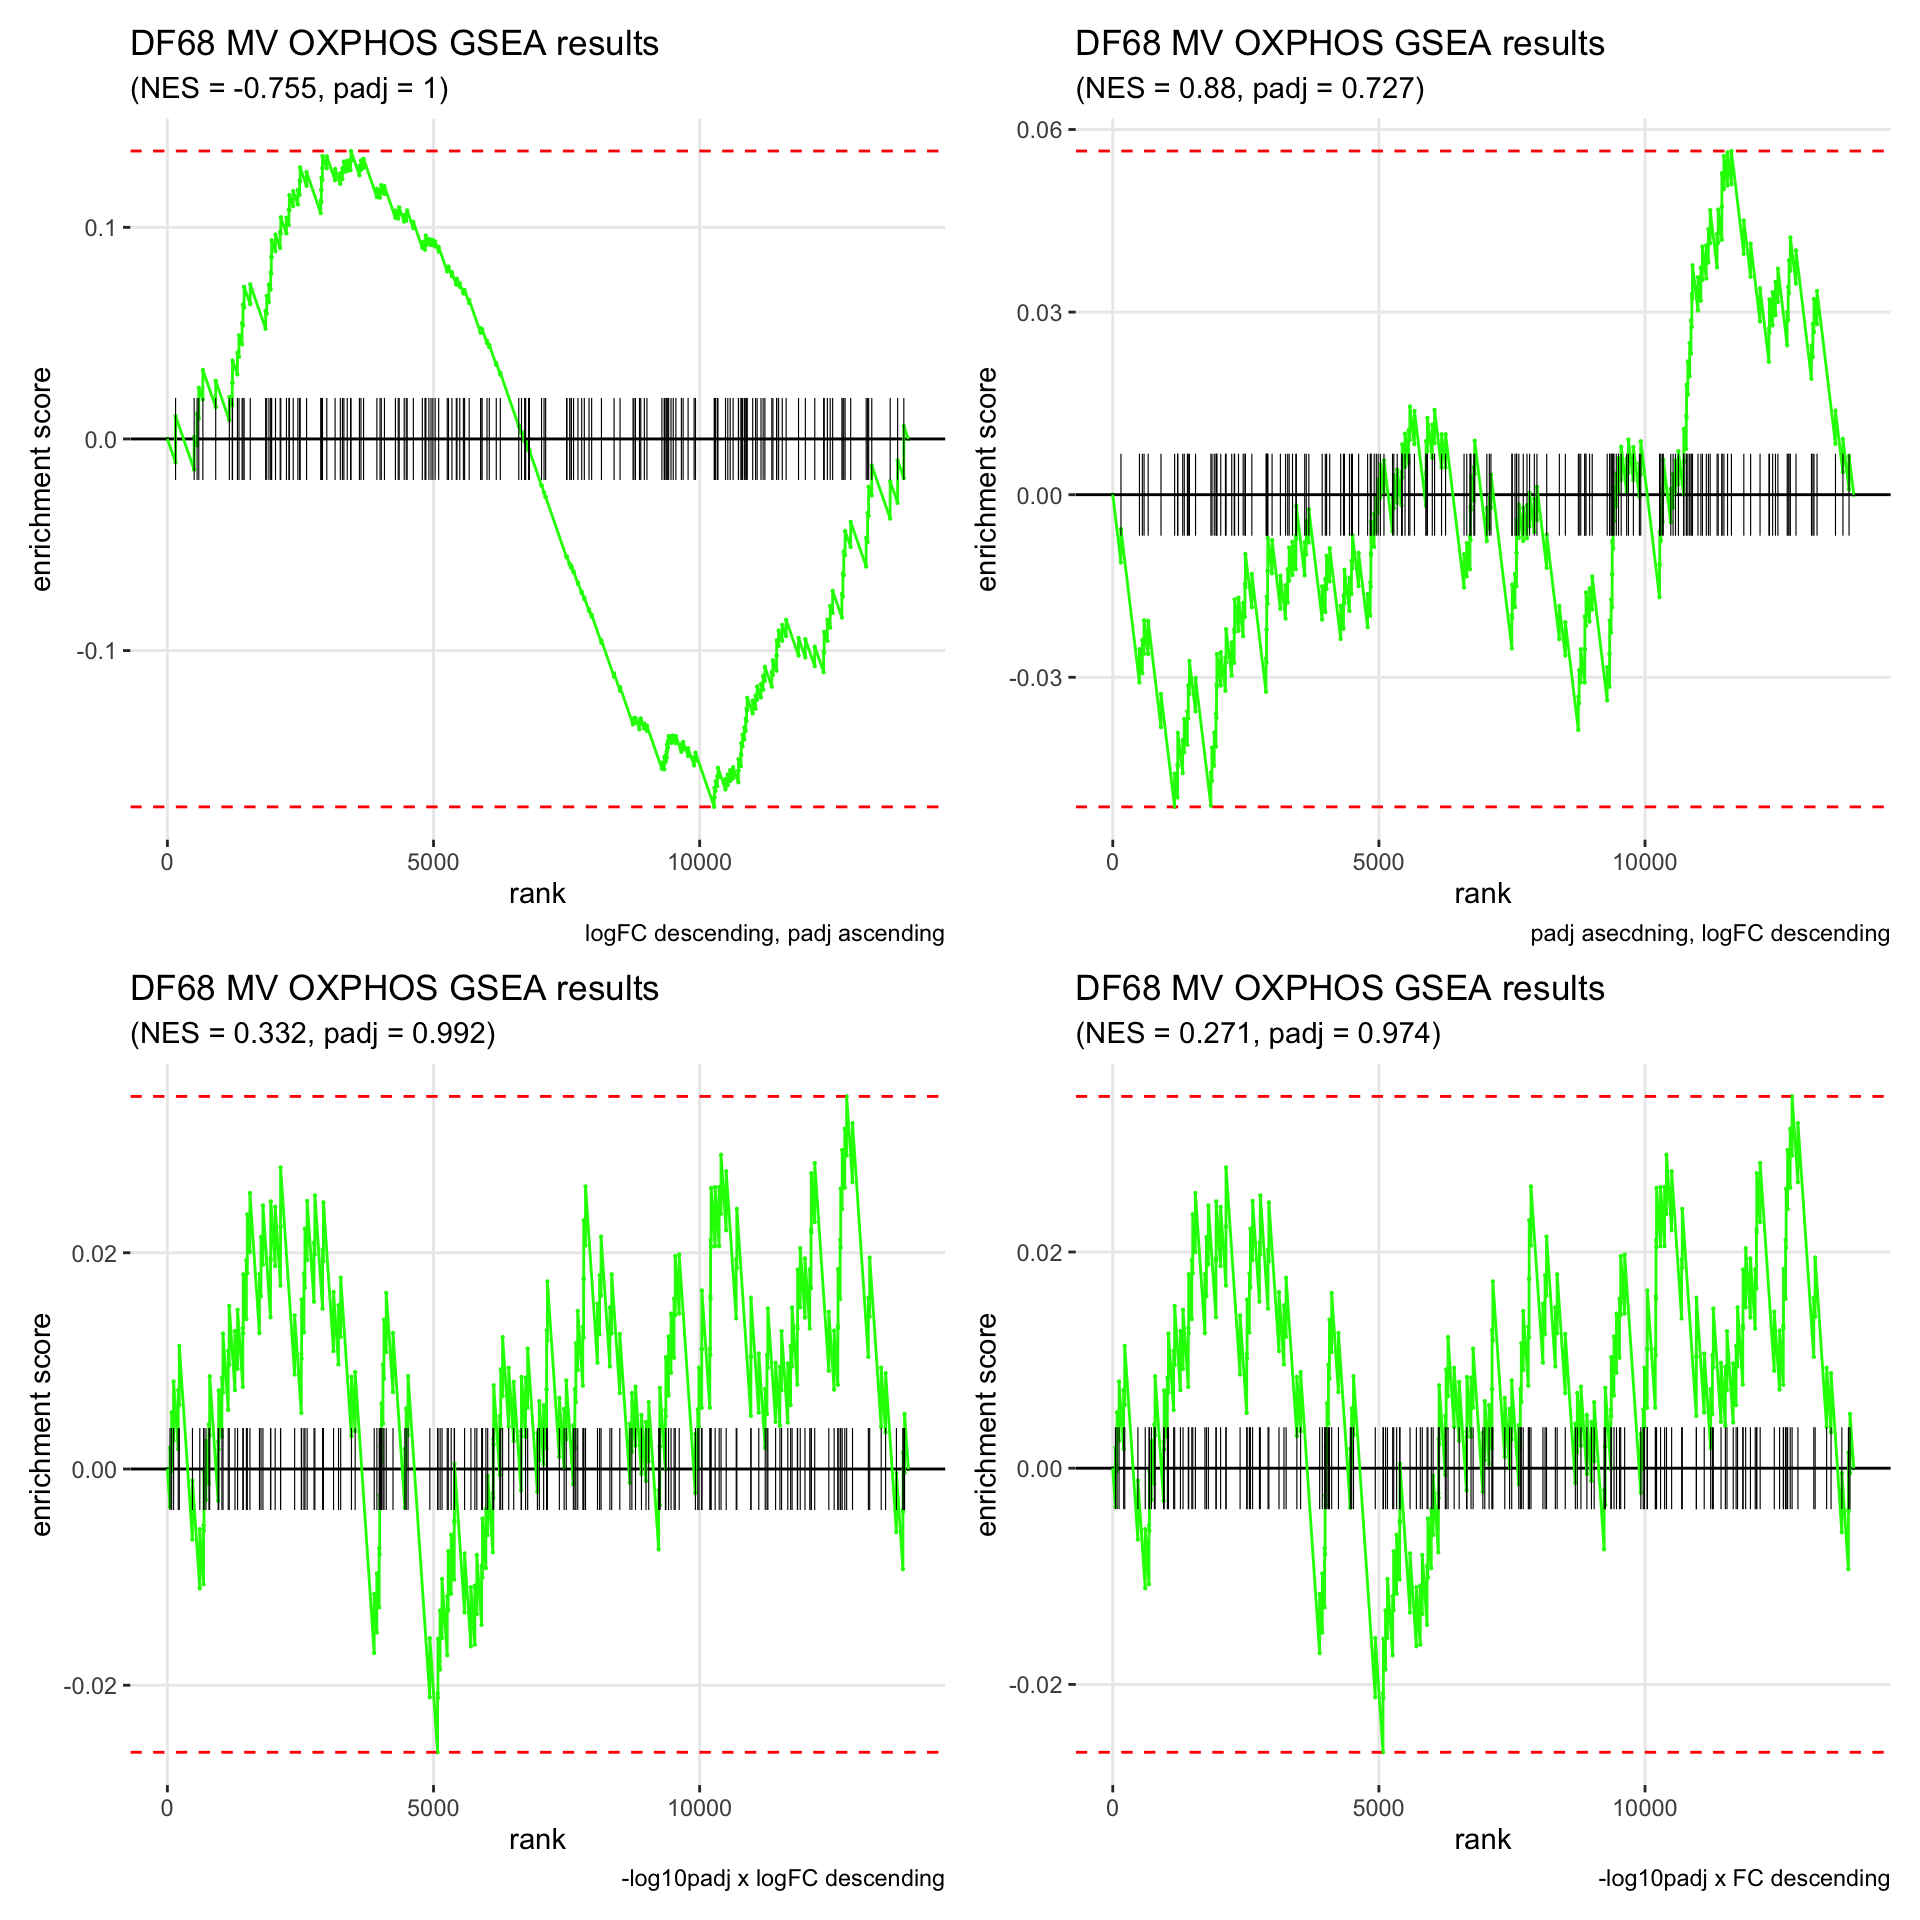 DF68 MV OXPHOS GSEA results
(NES = -0.755, padj = 1)
enrichment score
0.1
0.0
-0.1
0
5000
10000
rank
logFC descending, padj ascending
DF68 MV OXPHOS GSEA results
(NES = 0.88, padj = 0.727)
enrichment score
0.06
0.03
0.00
-0.03
0
5000
10000
rank
padj asecdning, logFC descending
DF68 MV OXPHOS GSEA results
(NES = 0.332, padj = 0.992)
enrichment score
0.02
0.00
-0.02
0
5000
10000
rank
-log10padj x logFC descending
DF68 MV OXPHOS GSEA results
(NES = 0.271, padj = 0.974)
enrichment score
0.02
0.00
-0.02
0
5000
10000
rank
-log10padj x FC descending